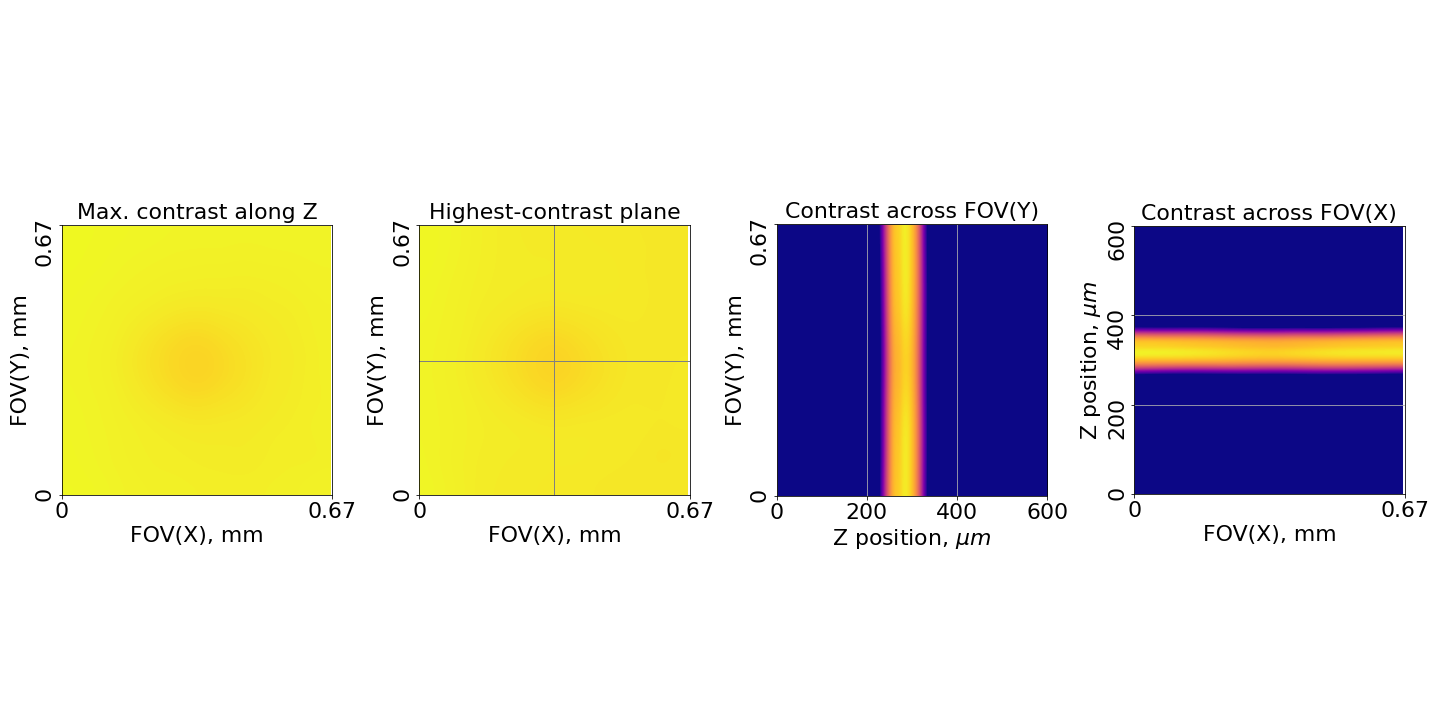 Max. contrast along Z
0.67
FOV(Y), mm
0
0
0.67
FOV(X), mm
Highest-contrast plane
0.67
FOV(Y), mm
0
0
0.67
FOV(X), mm
Contrast across FOV(Y)
0.67
FOV(Y), mm
0
0
200
400
600
Z position, μm
Contrast across FOV(X)
600
400
200
0
Z position, μm
0
0.67
FOV(X), mm